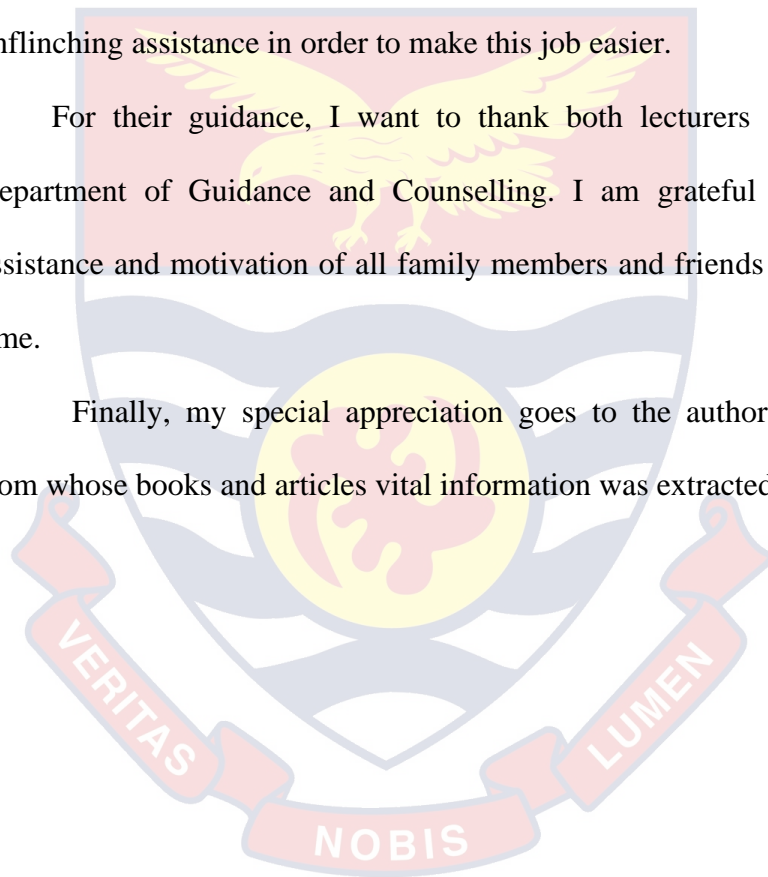 nflinching assistance in order to make this job easier.
For their guidance, I want to thank both lecturers
epartment of Guidance and Counselling. I am grateful
ssistance and motivation of all family members and friends
me.
Finally, my special appreciation goes to the author
om whose books and articles vital information was extracted
VERITAS
NOBIS
LUMEN